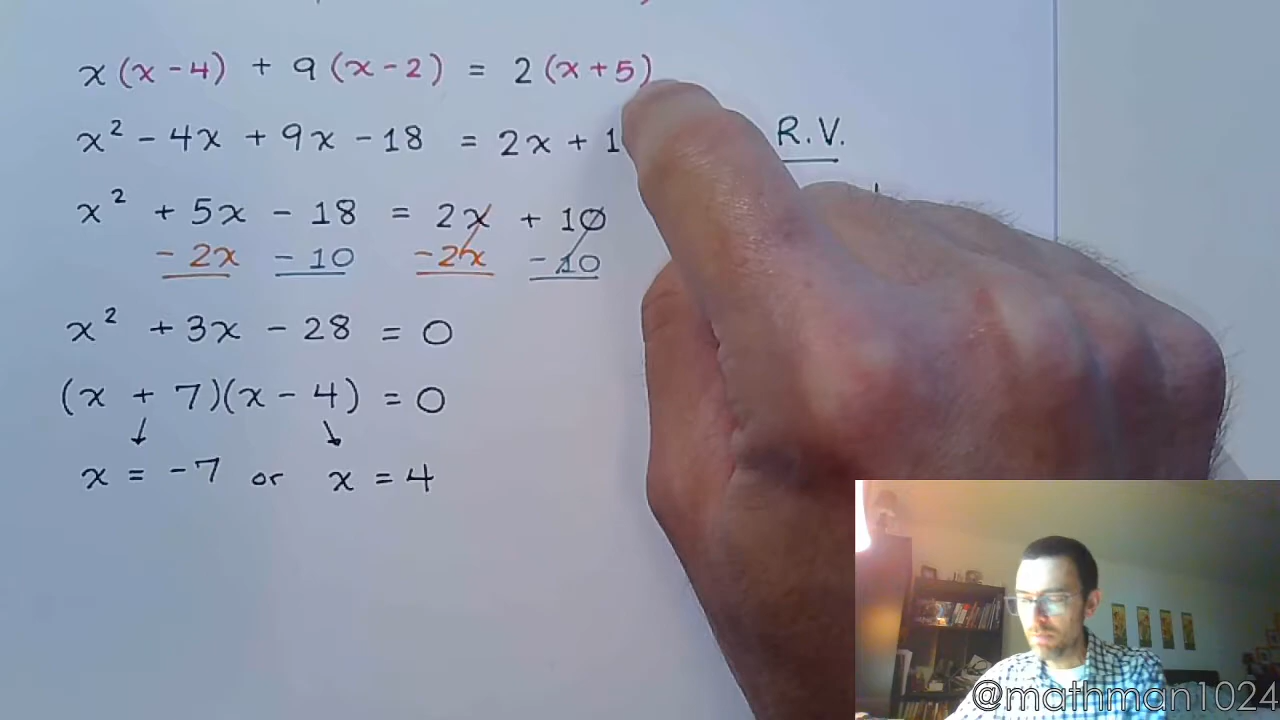 x(x-4) + 9(x-2) = 2(x+5)
x² - 4x + 9x - 18 = 2x + 1
R.V.
x² + 5x - 18 = 2x + 10
- 2x - 10 - 2x - 10
x² + 3x - 28 = 0
(x + 7)(x - 4) = 0
x = -7 or x = 4
@mathman1024